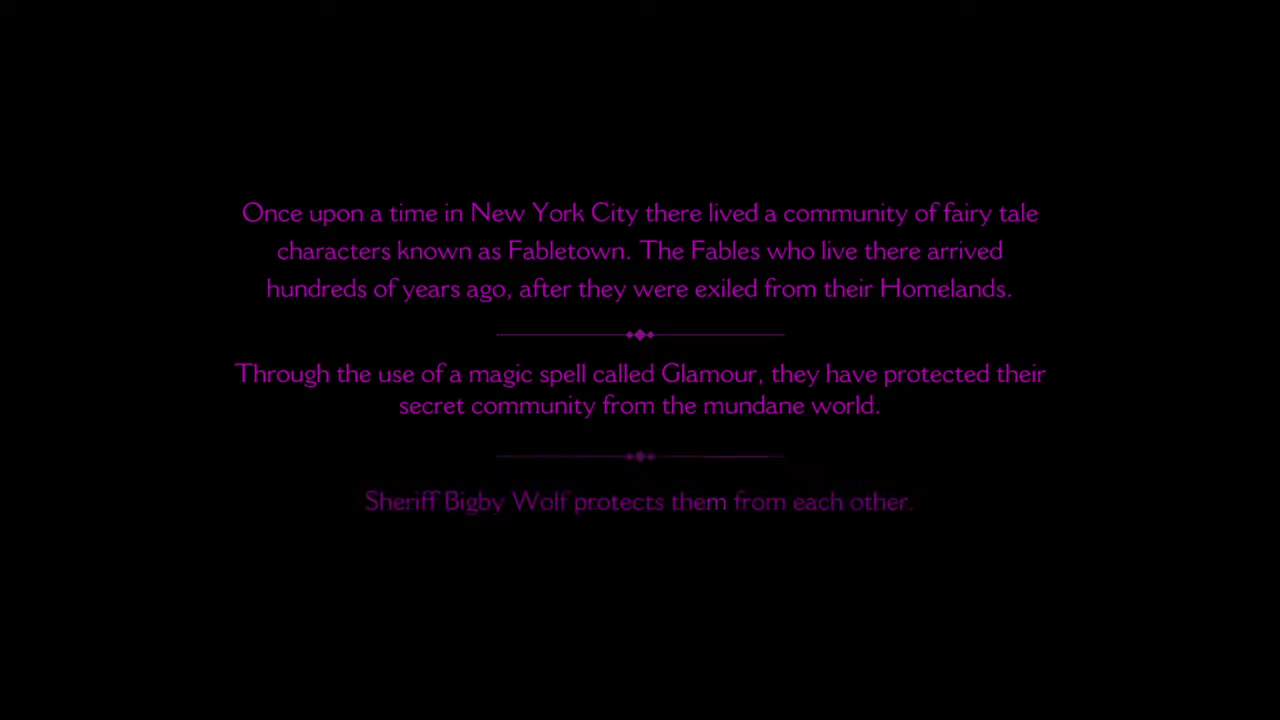 Once upon a time in New York City there lived a community of fairy tale
characters known as Fabletown. The Fables who live there arrived
hundreds of years ago, after they were exiled from their Homelands.
Through the use of a magic spell called Glamour, they have protected their
secret community from the mundane world.
Sheriff Bigby Wolf protects them from each other.